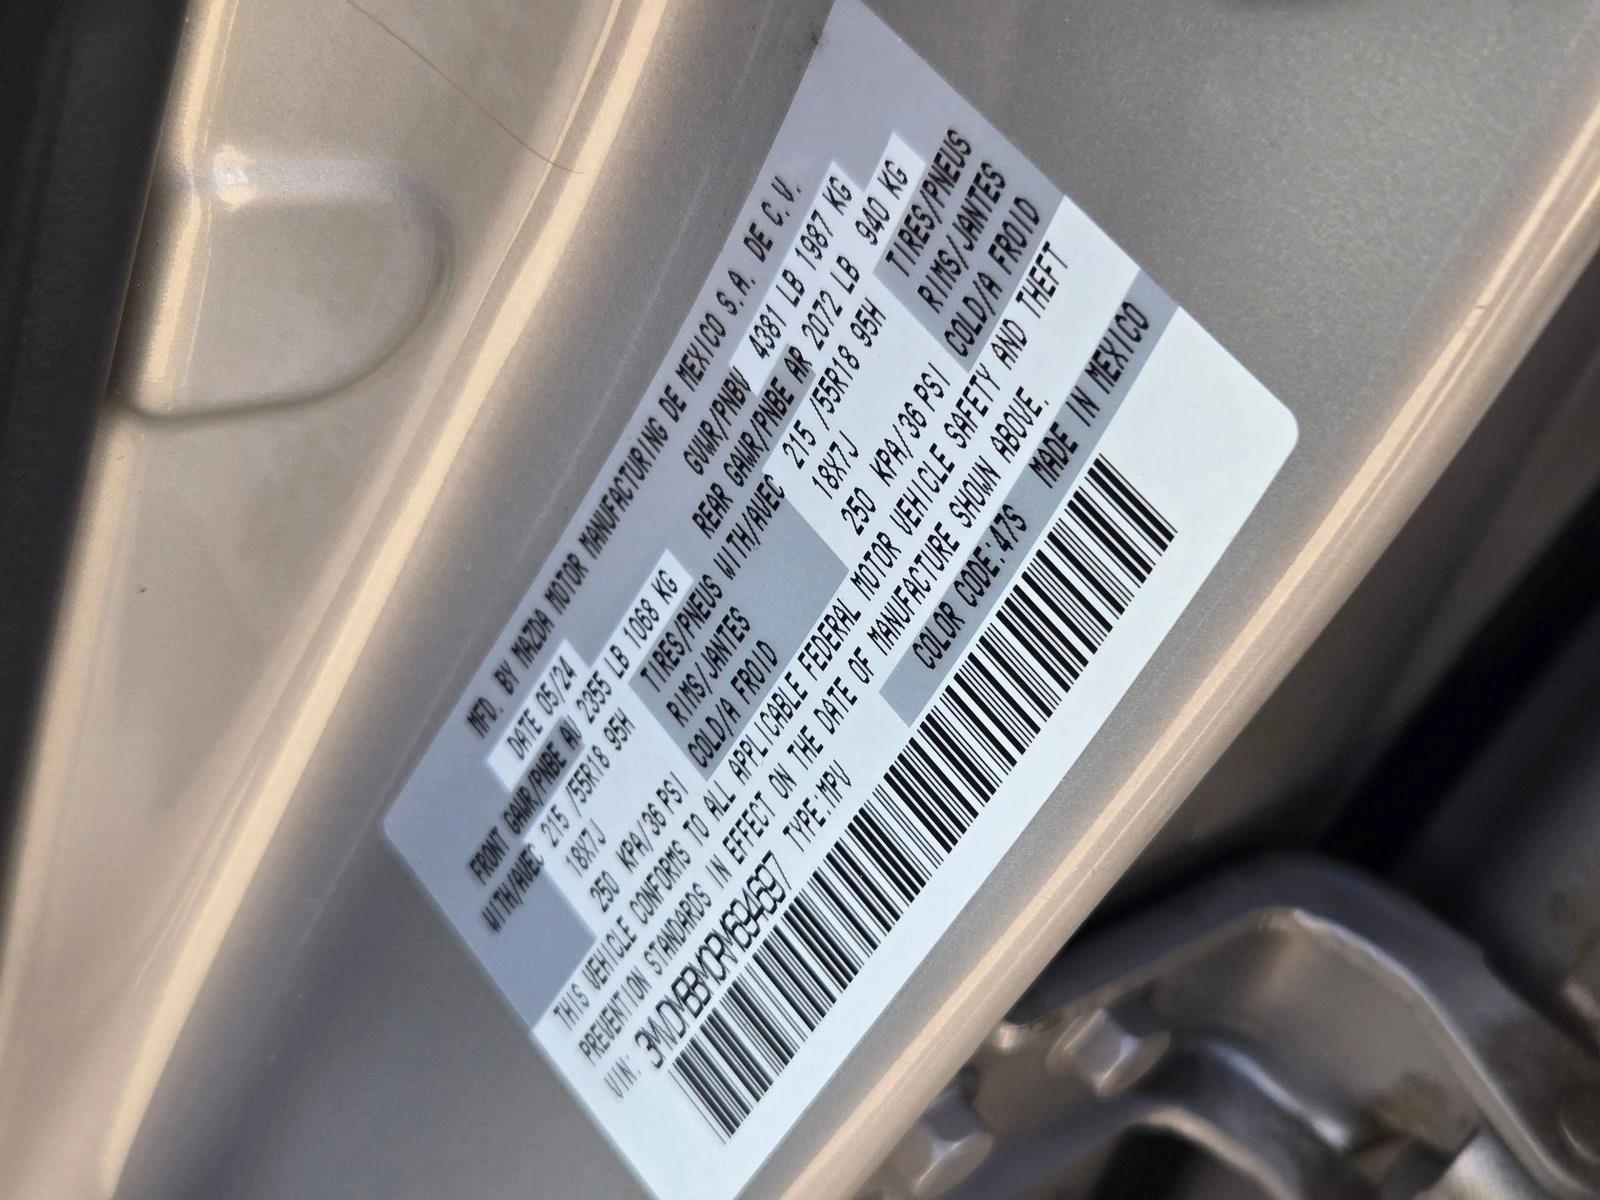 MFD. BY MAZDA MOTOR MANUFACTURING DE MEXICO S.A. DE C.V.
DATE 05/24 GVWR/PNBV 4381 LB 1987 KG
FRONT GAWR/PNBE AV 2355 LB 1068 KG REAR GAWR/PNBE AR 2072 LB 940 KG
WITH/AVEC 215 /55R18 95H TIRES/PNEUS WITH/AVEC 215 /55R18 95H TIRES/PNEUS
18X7J RIMS/JANTES 18X7J RIMS/JANTES
250 KPA/36 PSI COLD/A FROID 250 KPA/36 PSI COLD/A FROID
THIS VEHICLE CONFORMS TO ALL APPLICABLE FEDERAL MOTOR VEHICLE SAFETY AND THEFT
PREVENTION STANDARDS IN EFFECT ON THE DATE OF MANUFACTURE SHOWN ABOVE.
VIN: 3MVDMBBM0RM694697 TYPE:MPV COLOR CODE:47S MADE IN MEXICO